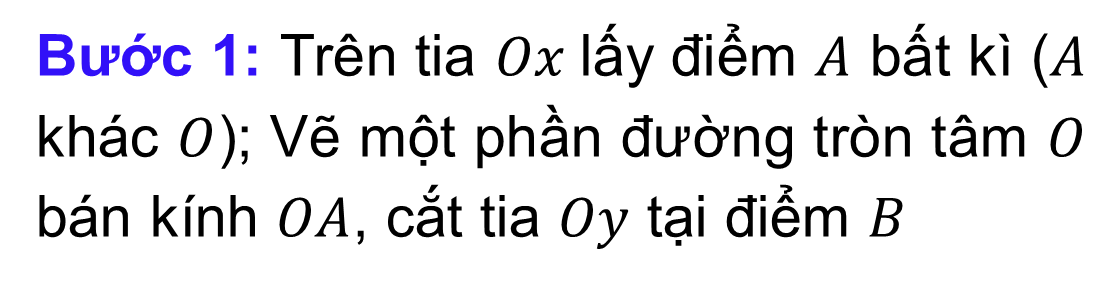 Bước 1: Trên tia Ox lấy điểm A bất kì (A
khác O); Vẽ một phần đường tròn tâm O
bán kính OA, cắt tia Oy tại điểm B